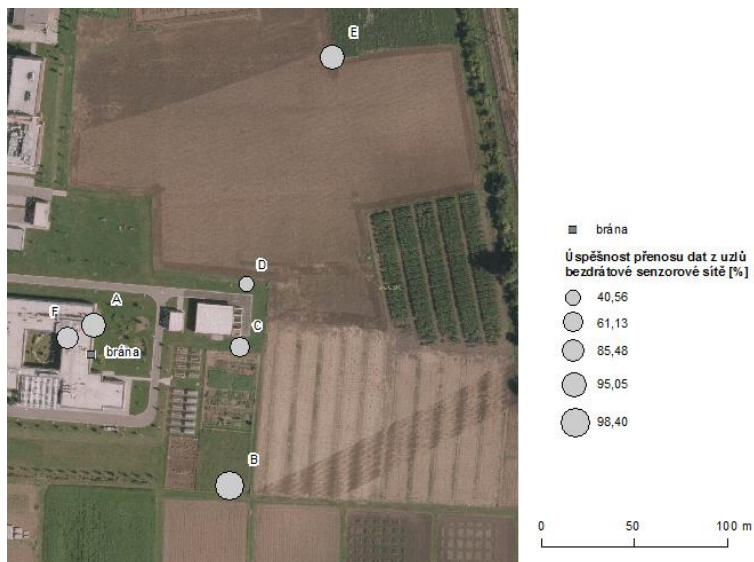 E
D
A
C
F
brána
B
brána
Úspěšnost přenosu dat z uzlů
bezdrátové senzorové sítě [%]
40,56
61,13
85,48
95,05
98,40
0 50 100 m